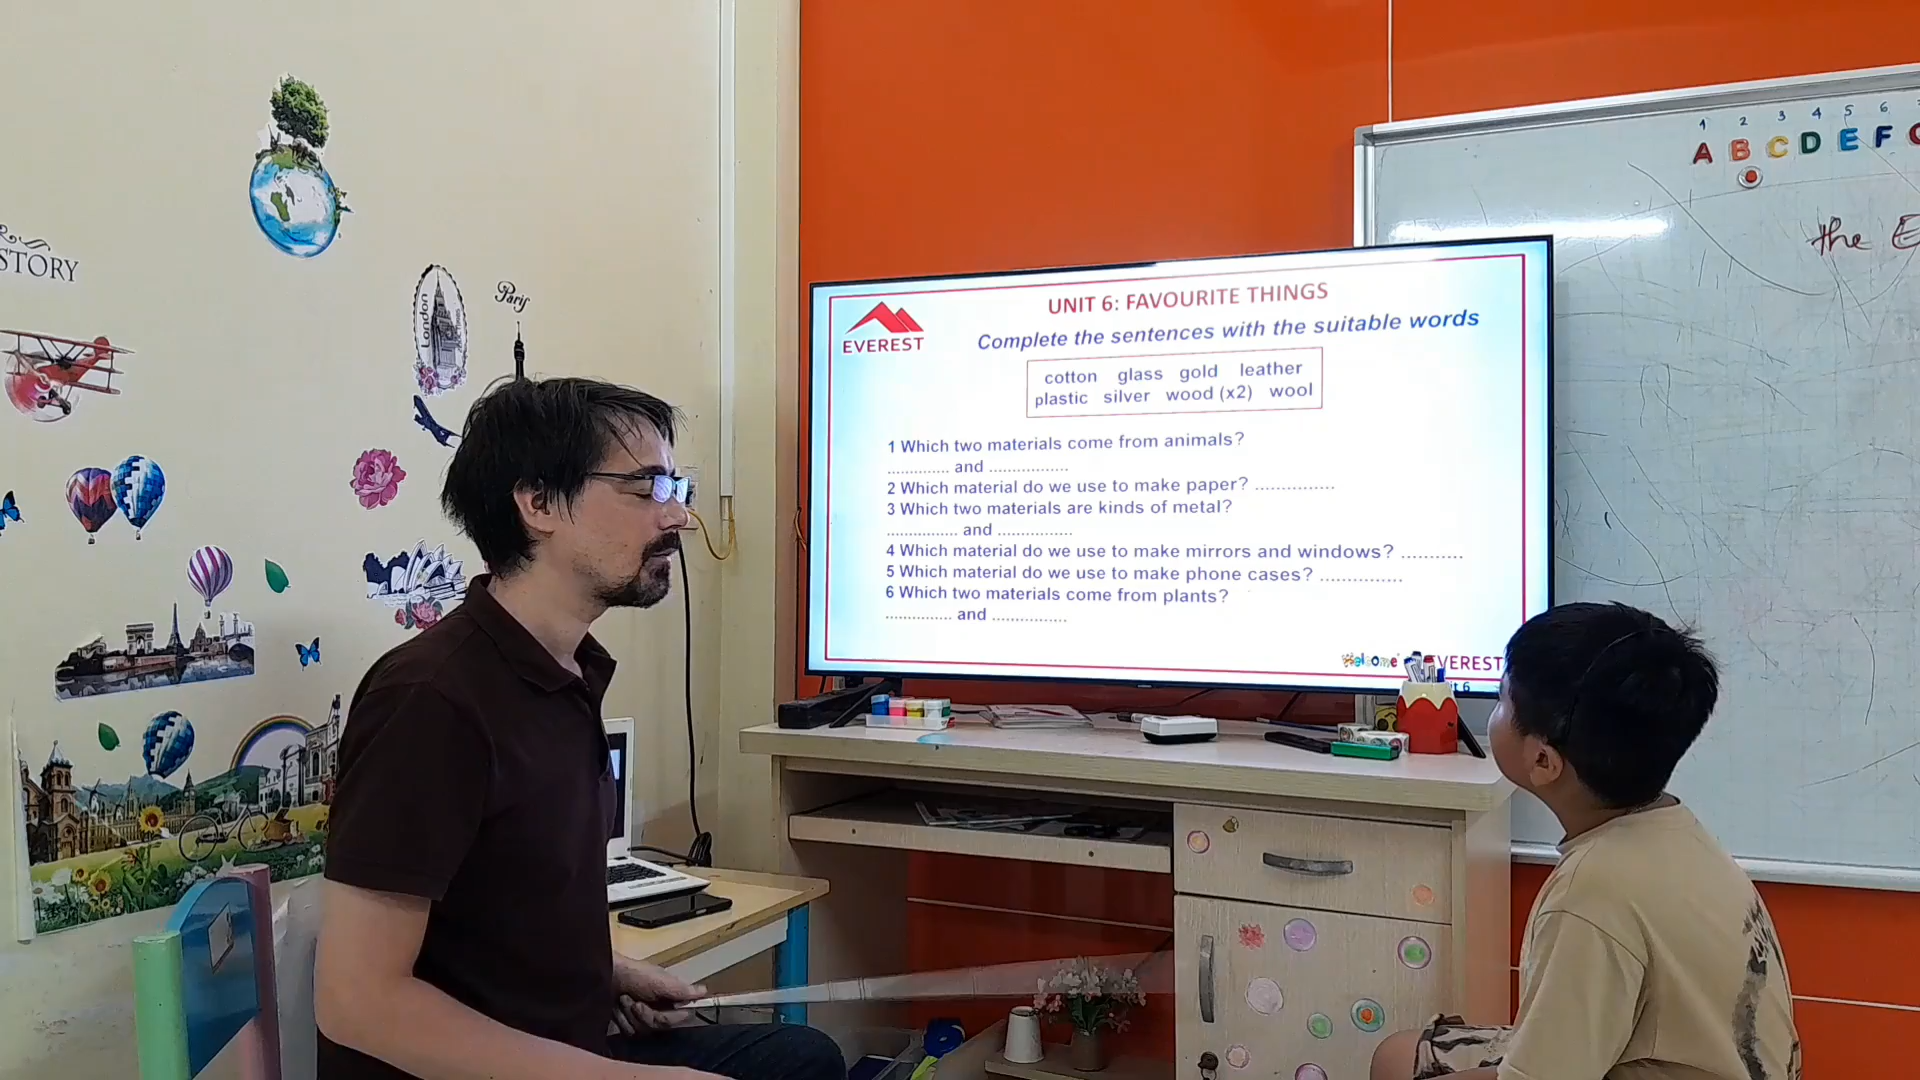 STORY
London
Paris
1 2 3 4 5 6
A B C D E F
the E
EVEREST
UNIT 6: FAVOURITE THINGS
Complete the sentences with the suitable words
cotton glass gold leather
plastic silver wood (x2) wool
1 Which two materials come from animals?
............... and ...................
2 Which material do we use to make paper? ...............
3 Which two materials are kinds of metal?
................. and ..................
4 Which material do we use to make mirrors and windows? ...........
5 Which material do we use to make phone cases? ...............
6 Which two materials come from plants?
................ and ..................
Welcome EVEREST
6